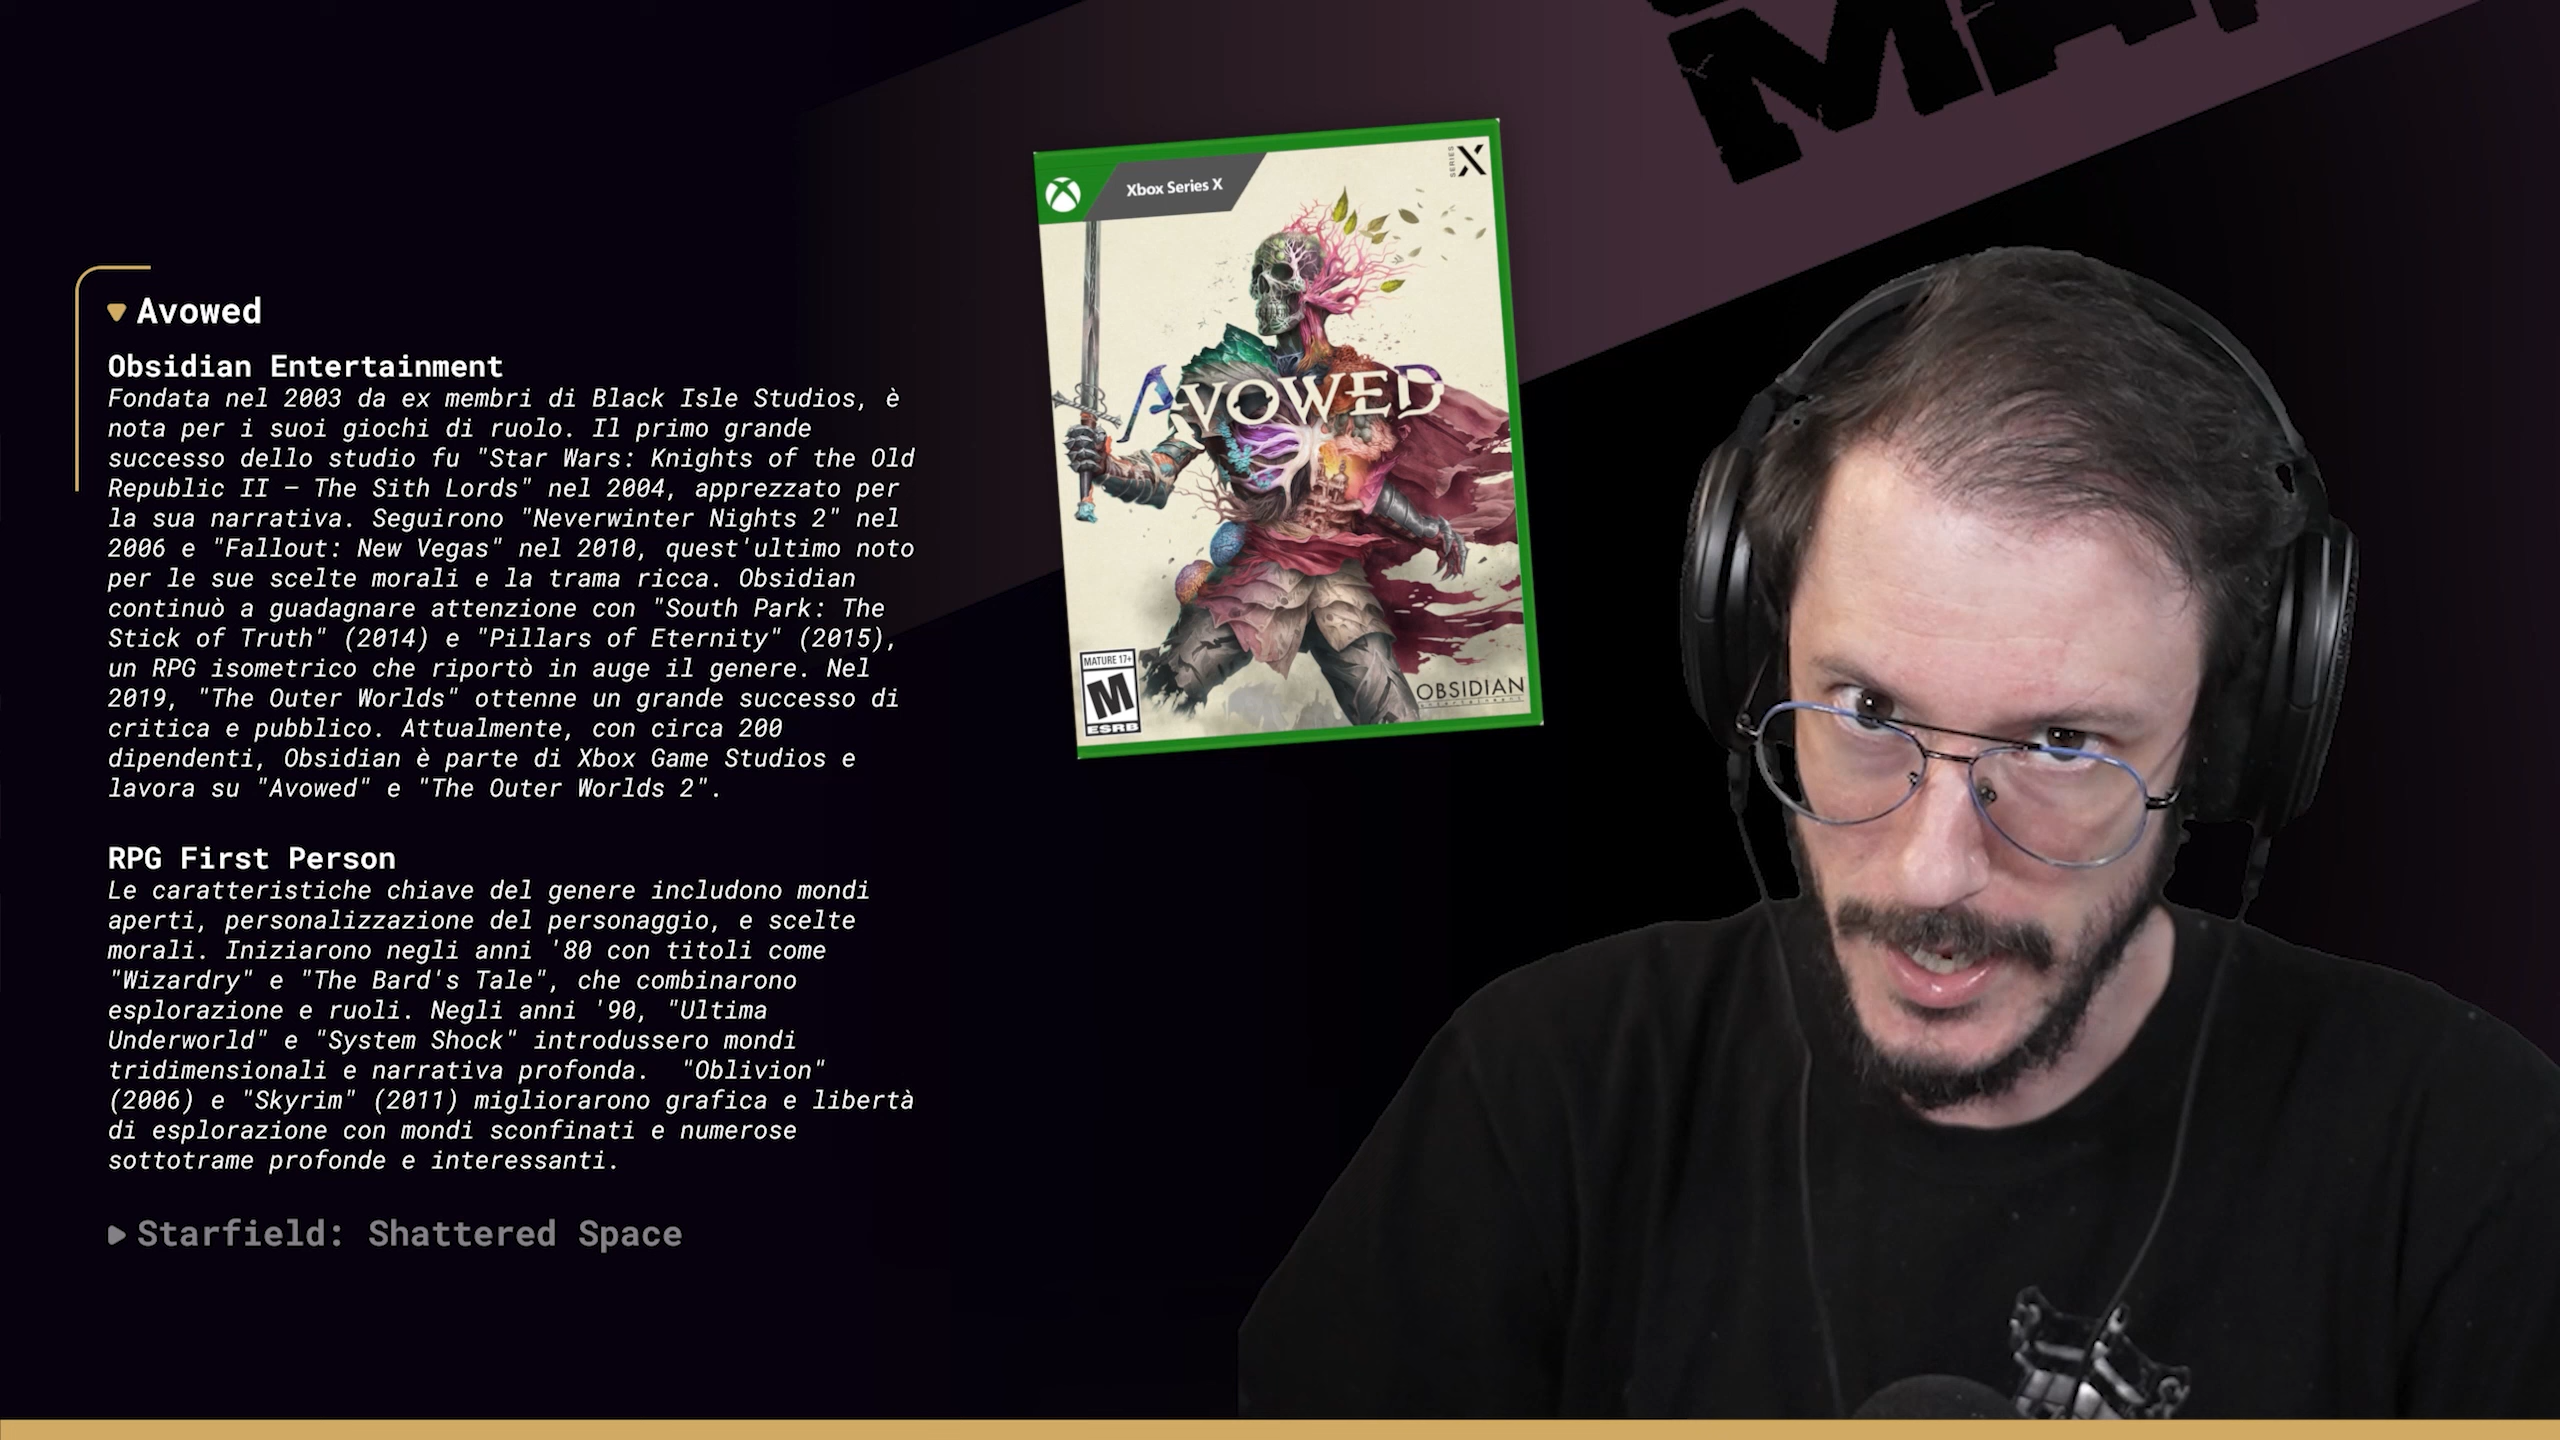 Avowed
Obsidian Entertainment
Fondata nel 2003 da ex membri di Black Isle Studios, è
nota per i suoi giochi di ruolo. Il primo grande
successo dello studio fu "Star Wars: Knights of the Old
Republic II – The Sith Lords" nel 2004, apprezzato per
la sua narrativa. Seguirono "Neverwinter Nights 2" nel
2006 e "Fallout: New Vegas" nel 2010, quest'ultimo noto
per le sue scelte morali e la trama ricca. Obsidian
continuò a guadagnare attenzione con "South Park: The
Stick of Truth" (2014) e "Pillars of Eternity" (2015),
un RPG isometrico che riportò in auge il genere. Nel
2019, "The Outer Worlds" ottenne un grande successo di
critica e pubblico. Attualmente, con circa 200
dipendenti, Obsidian è parte di Xbox Game Studios e
lavora su "Avowed" e "The Outer Worlds 2".
RPG First Person
Le caratteristiche chiave del genere includono mondi
aperti, personalizzazione del personaggio, e scelte
morali. Iniziarono negli anni '80 con titoli come
"Wizardry" e "The Bard's Tale", che combinarono
esplorazione e ruoli. Negli anni '90, "Ultima
Underworld" e "System Shock" introdussero mondi
tridimensionali e narrativa profonda.  "Oblivion"
(2006) e "Skyrim" (2011) migliorarono grafica e libertà
di esplorazione con mondi sconfinati e numerose
sottotrame profonde e interessanti.
Starfield: Shattered Space
Xbox Series X
SERIES X
AVOWED
MATURE 17+
M
ESRB
OBSIDIAN
entertainment